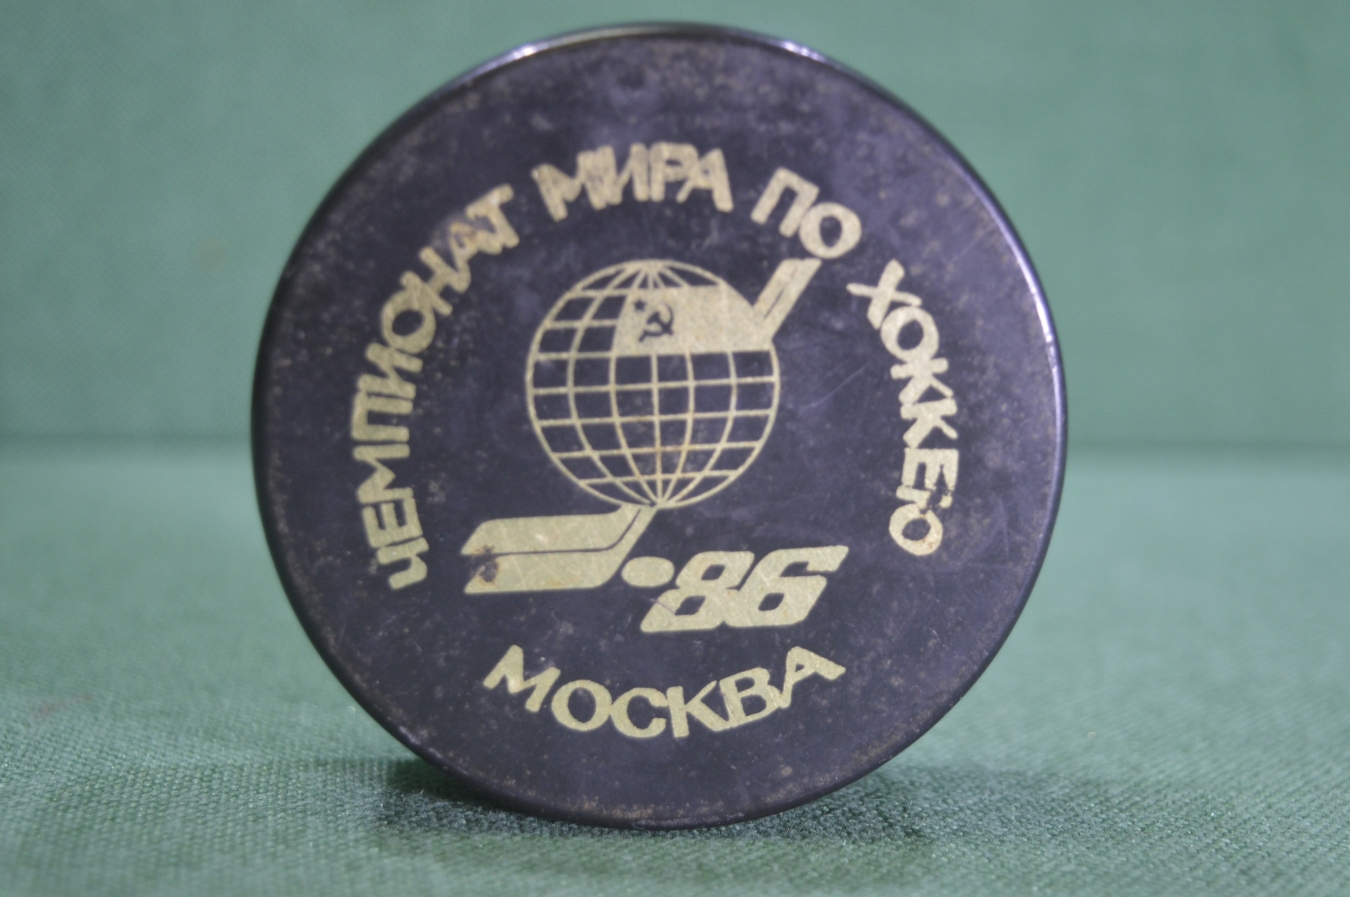 ЧЕМПИОНАТ МИРА ПО ХОККЕЮ
·86
МОСКВА